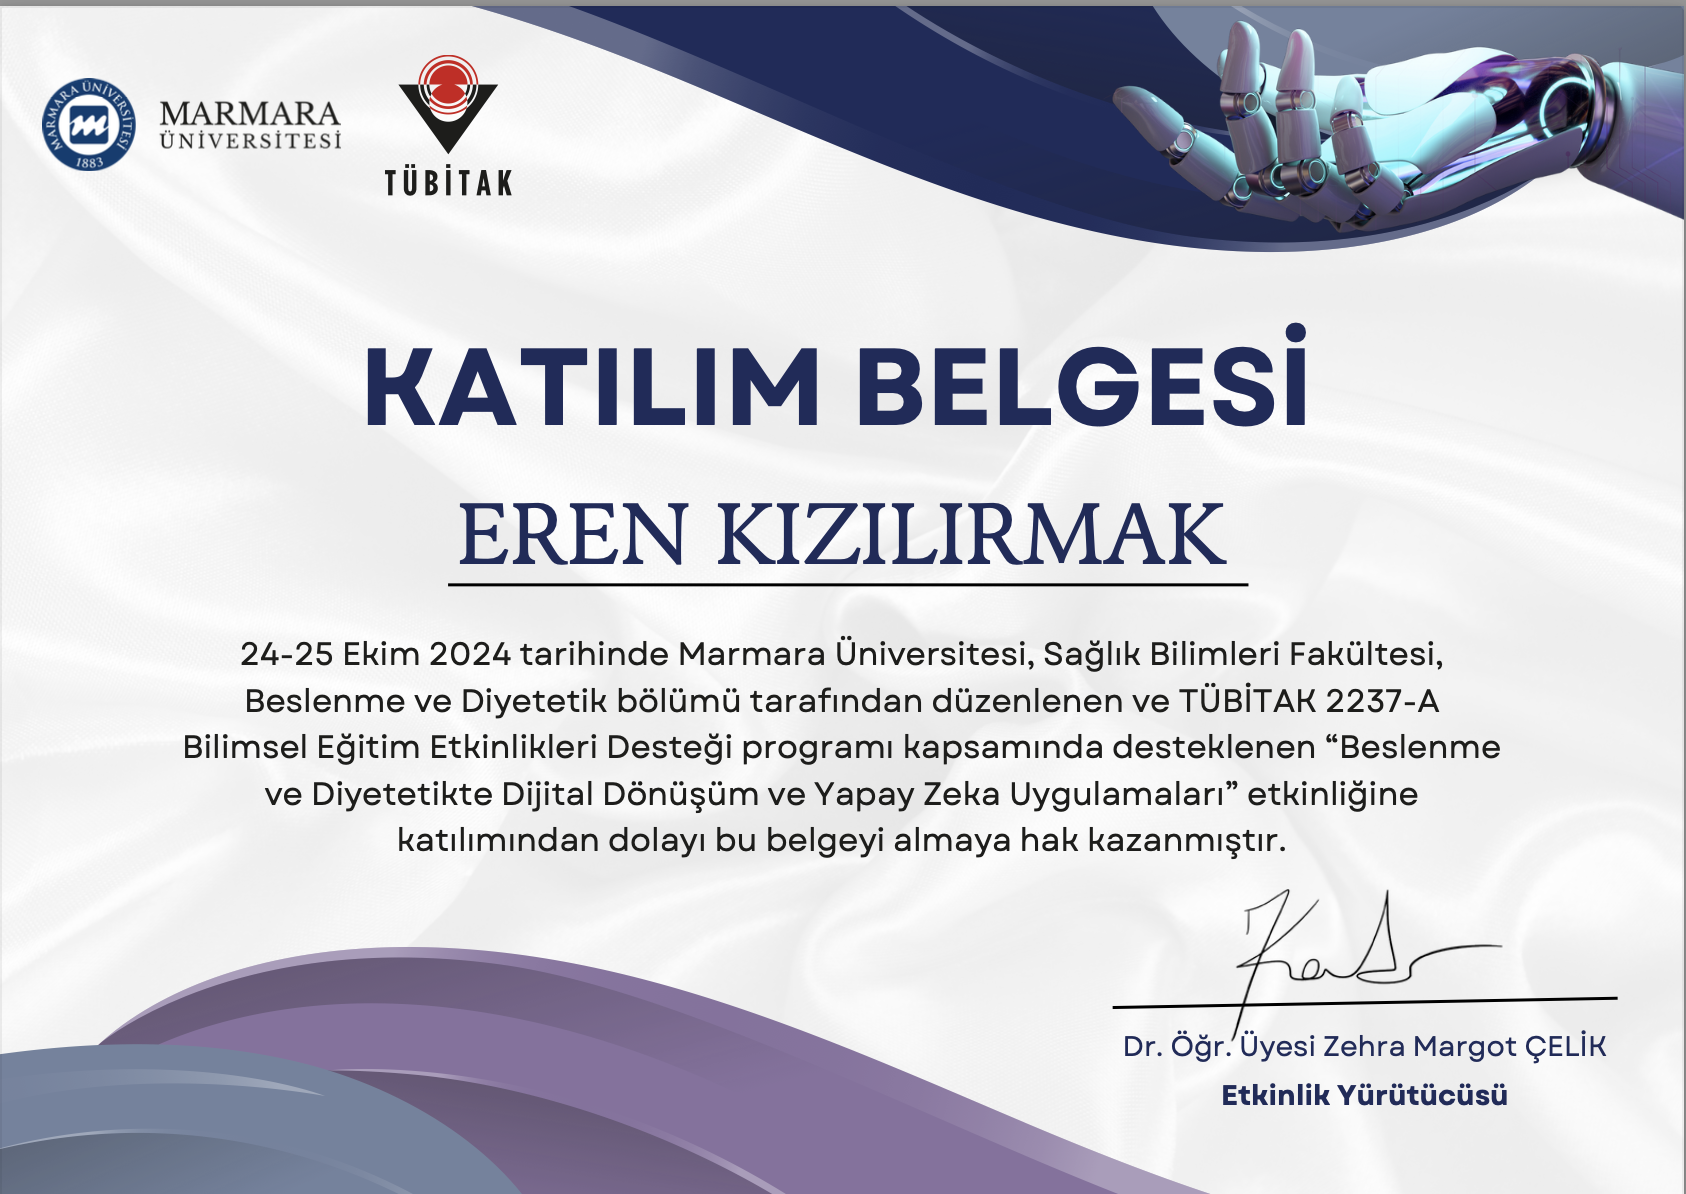 MARMARA ÜNİVERSİTESİ
1883
MARMARA
ÜNİVERSİTESİ
TÜBİTAK
KATILIM BELGESİ
EREN KIZILIRMAK
24-25 Ekim 2024 tarihinde Marmara Üniversitesi, Sağlık Bilimleri Fakültesi,
Beslenme ve Diyetetik bölümü tarafından düzenlenen ve TÜBİTAK 2237-A
Bilimsel Eğitim Etkinlikleri Desteği programı kapsamında desteklenen “Beslenme
ve Diyetetikte Dijital Dönüşüm ve Yapay Zeka Uygulamaları” etkinliğine
katılımından dolayı bu belgeyi almaya hak kazanmıştır.
Dr. Öğr. Üyesi Zehra Margot ÇELİK
Etkinlik Yürütücüsü